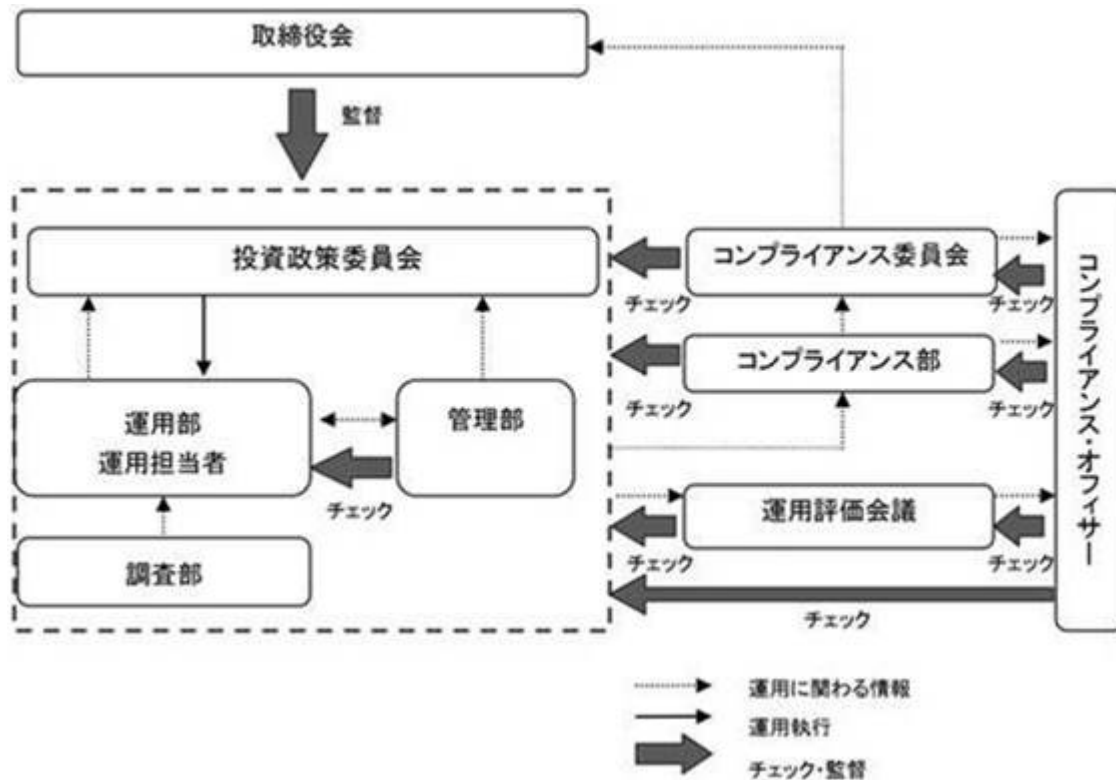 取締役会
監督
投資政策委員会
コンプライアンス委員会
チェック
チェック
コンプライアンス部
チェック
チェック
運用部
運用担当者
管理部
チェック
運用評価会議
チェック
チェック
調査部
チェック
コンプライアンス・オフィサー
運用に関わる情報
運用執行
チェック・監督